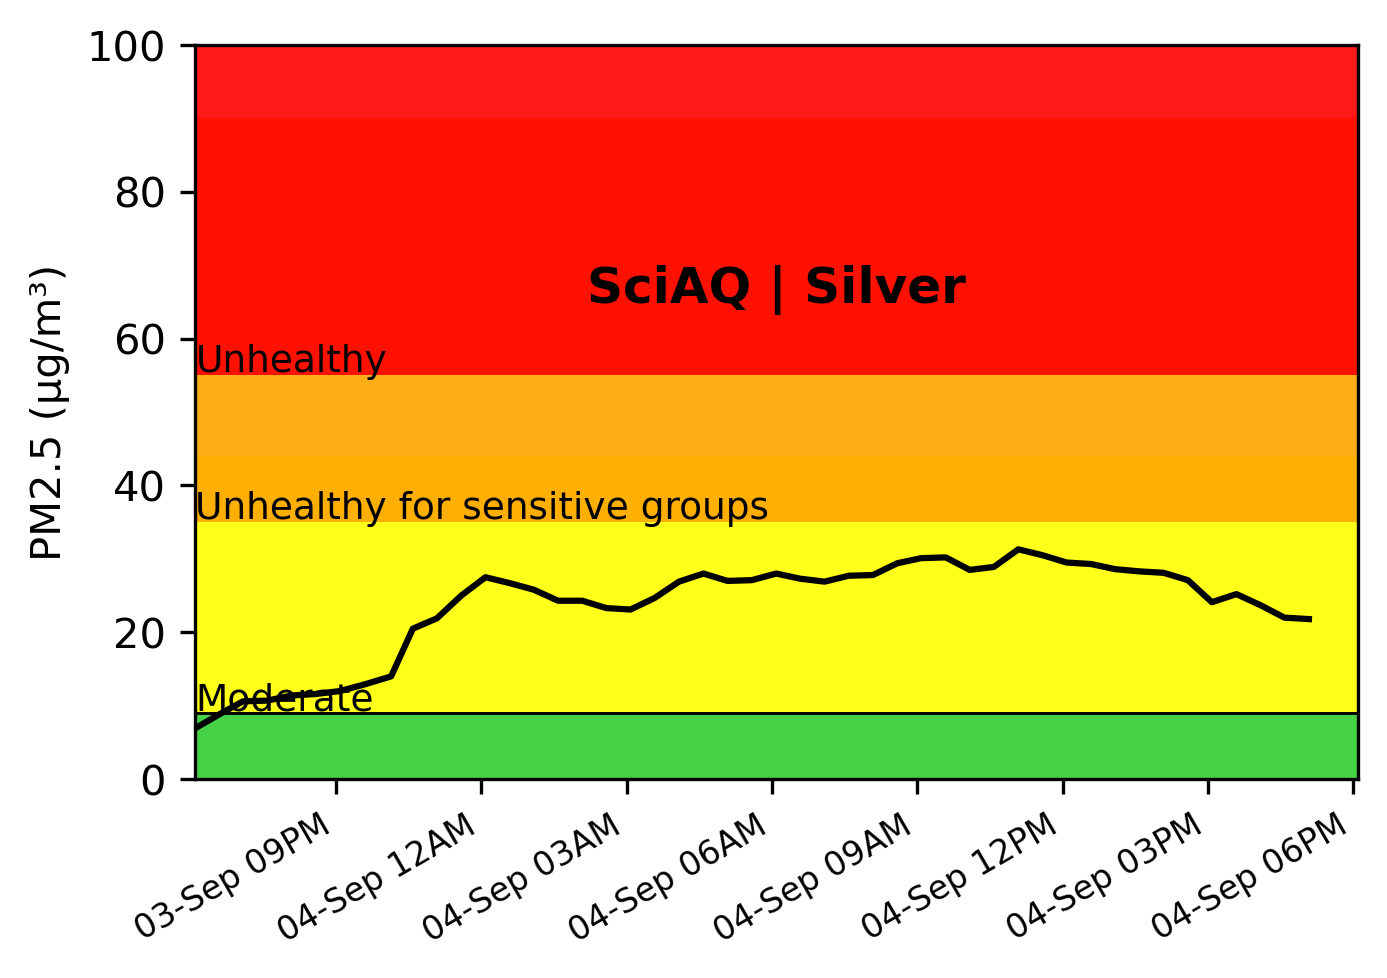 100
80
60
40
20
0
PM2.5 (µg/m³)
SciAQ | Silver
Unhealthy
Unhealthy for sensitive groups
Moderate
03-Sep 09PM
04-Sep 12AM
04-Sep 03AM
04-Sep 06AM
04-Sep 09AM
04-Sep 12PM
04-Sep 03PM
04-Sep 06PM